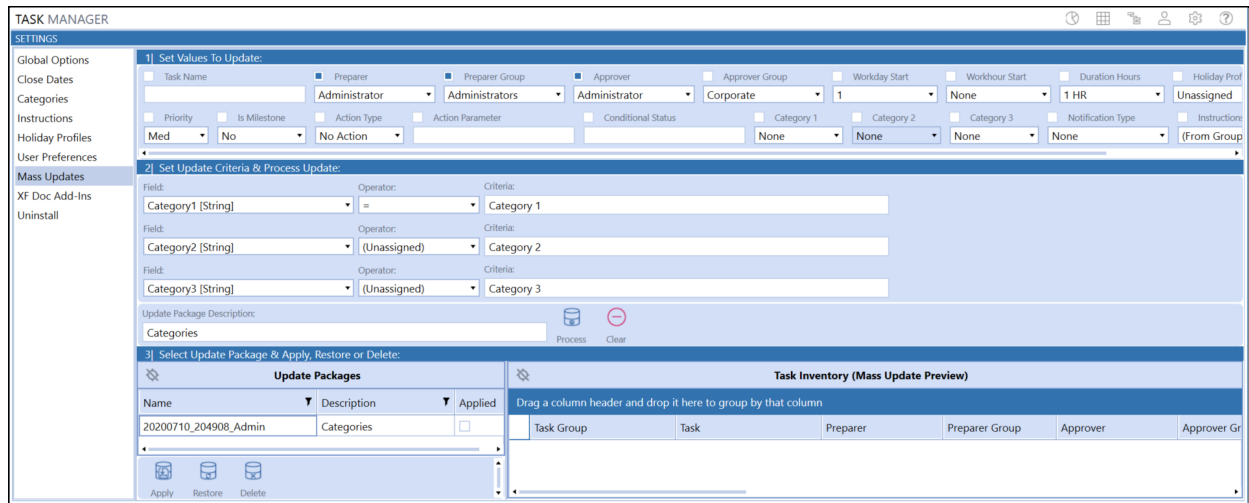 TASK MANAGER
SETTINGS
Global Options
Close Dates
Categories
Instructions
Holiday Profiles
User Preferences
Mass Updates
XF Doc Add-Ins
Uninstall
1| Set Values To Update:
Task Name Preparer Preparer Group Approver Approver Group Workday Start Workhour Start Duration Hours Holiday Prof
Administrator Administrators Administrator Corporate 1 None 1 HR Unassigned
Priority Is Milestone Action Type Action Parameter Conditional Status Category 1 Category 2 Category 3 Notification Type Instructions
Med No No Action None None None None (From Group
2| Set Update Criteria & Process Update:
Field: Operator: Criteria:
Category1 [String] = Category 1
Field: Operator: Criteria:
Category2 [String] (Unassigned) Category 2
Field: Operator: Criteria:
Category3 [String] (Unassigned) Category 3
Update Package Description:
Categories
Process Clear
3| Select Update Package & Apply, Restore or Delete:
Update Packages
Name Description Applied
20200710_204908_Admin Categories
Apply Restore Delete
Task Inventory (Mass Update Preview)
Drag a column header and drop it here to group by that column
Task Group Task Preparer Preparer Group Approver Approver Gr